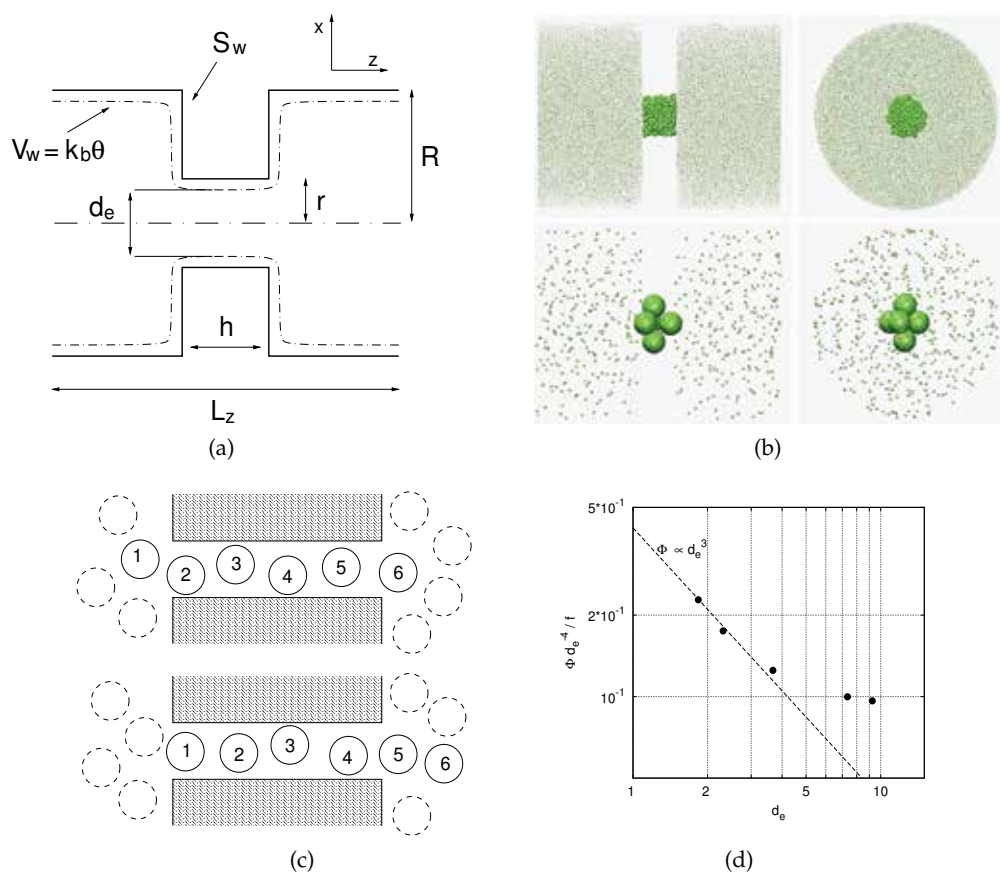 x
z
S_w
V_w = k_bθ
R
d_e
r
h
L_z
(a)
(b)
1
2
3
4
5
6
1
2
3
4
5
6
(c)
5*10^-1
Φ ∝ d_e^3
2*10^-1
10^-1
Φ d_e^-4 / f
1 2 5 10
d_e
(d)